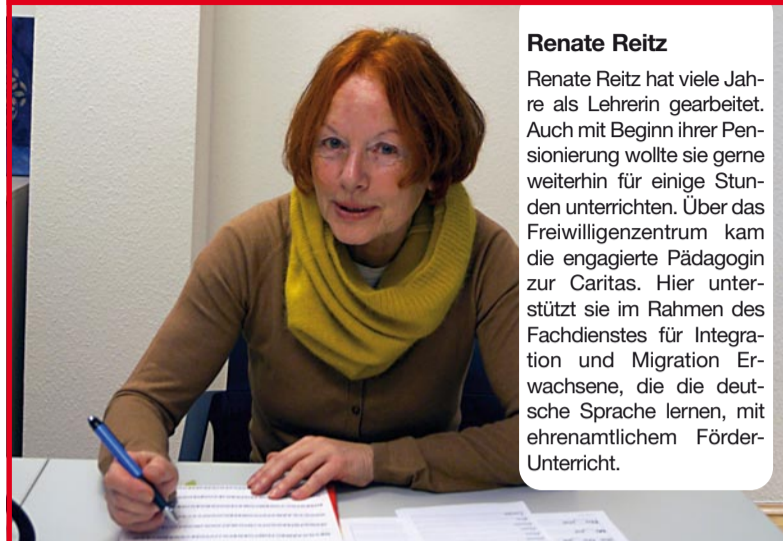 Renate Reitz
Renate Reitz hat viele Jah-
re als Lehrerin gearbeitet.
Auch mit Beginn ihrer Pen-
sionierung wollte sie gerne
weiterhin für einige Stun-
den unterrichten. Über das
Freiwilligenzentrum kam
die engagierte Pädagogin
zur Caritas. Hier unter-
stützt sie im Rahmen des
Fachdienstes für Integra-
tion und Migration Er-
wachsene, die die deut-
sche Sprache lernen, mit
ehrenamtlichem Förder-
Unterricht.